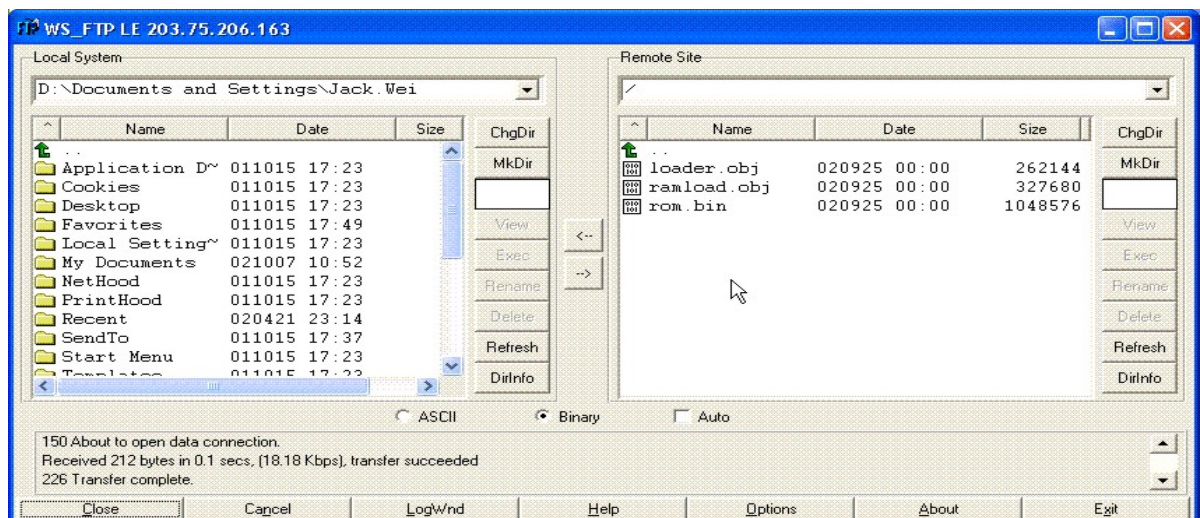 WS_FTP LE 203.75.206.163
Local System
D:\Documents and Settings\Jack.Wei
^ Name Date Size
..
Application D~ 011015 17:23
Cookies 011015 17:23
Desktop 011015 17:23
Favorites 011015 17:49
Local Setting~ 011015 17:23
My Documents 021007 10:52
NetHood 011015 17:23
PrintHood 011015 17:23
Recent 020421 23:14
SendTo 011015 17:37
Start Menu 011015 17:23
Templates 011015 17:23
ChgDir
MkDir
View
Exec
Rename
Delete
Refresh
DirInfo
<--
-->
Remote Site
/
^ Name Date Size
..
loader.obj 020925 00:00 262144
ramload.obj 020925 00:00 327680
rom.bin 020925 00:00 1048576
ChgDir
MkDir
View
Exec
Rename
Delete
Refresh
DirInfo
ASCII Binary Auto
150 About to open data connection.
Received 212 bytes in 0.1 secs, (18.18 Kbps), transfer succeeded
226 Transfer complete.
Close Cancel LogWnd Help Options About Exit